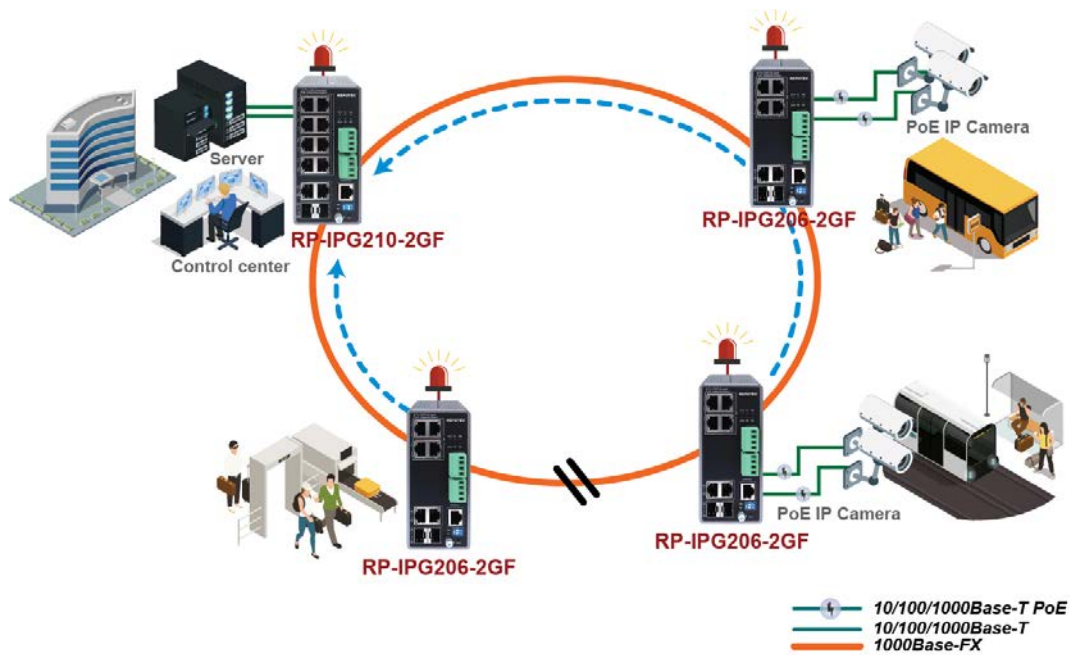 Server
PoE IP Camera
RP-IPG210-2GF
RP-IPG206-2GF
Control center
PoE IP Camera
RP-IPG206-2GF
RP-IPG206-2GF
10/100/1000Base-T PoE
10/100/1000Base-T
1000Base-FX